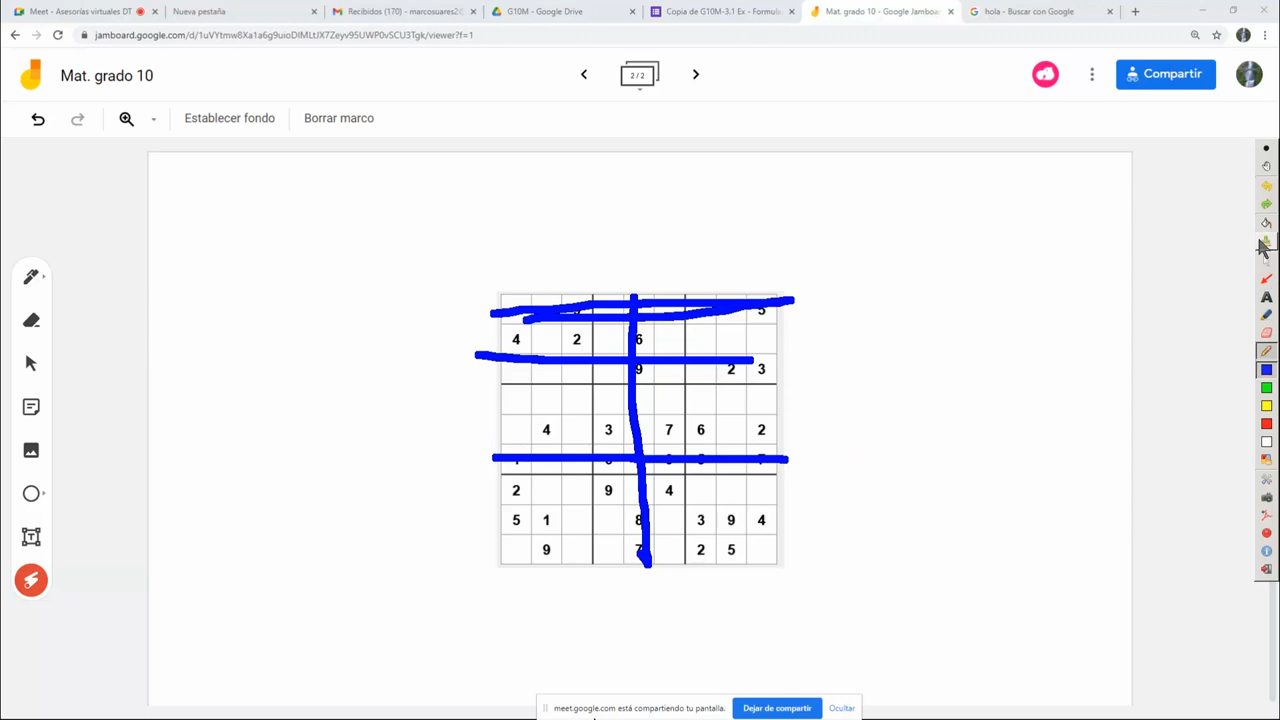 Meet - Asesorías virtuales DT
Nueva pestaña
Recibidos (170) - marcosuares2
G10M - Google Drive
Copia de G10M-3.1 Ex - Formula
Mat. grado 10 - Google Jamboa
hola - Buscar con Google
jamboard.google.com/d/1uVYtmw8Xa1a6g9uioDIMLtJX7Zeyv95UWP0vSCU3Tgk/viewer?f=1
Mat. grado 10
2 / 2
Compartir
Establecer fondo
Borrar marco
5
4 2 6
9 2 3
4 3 7 6 2
2 9 4
5 1 8 3 9 4
9 7 2 5
meet.google.com está compartiendo tu pantalla.
Dejar de compartir
Ocultar